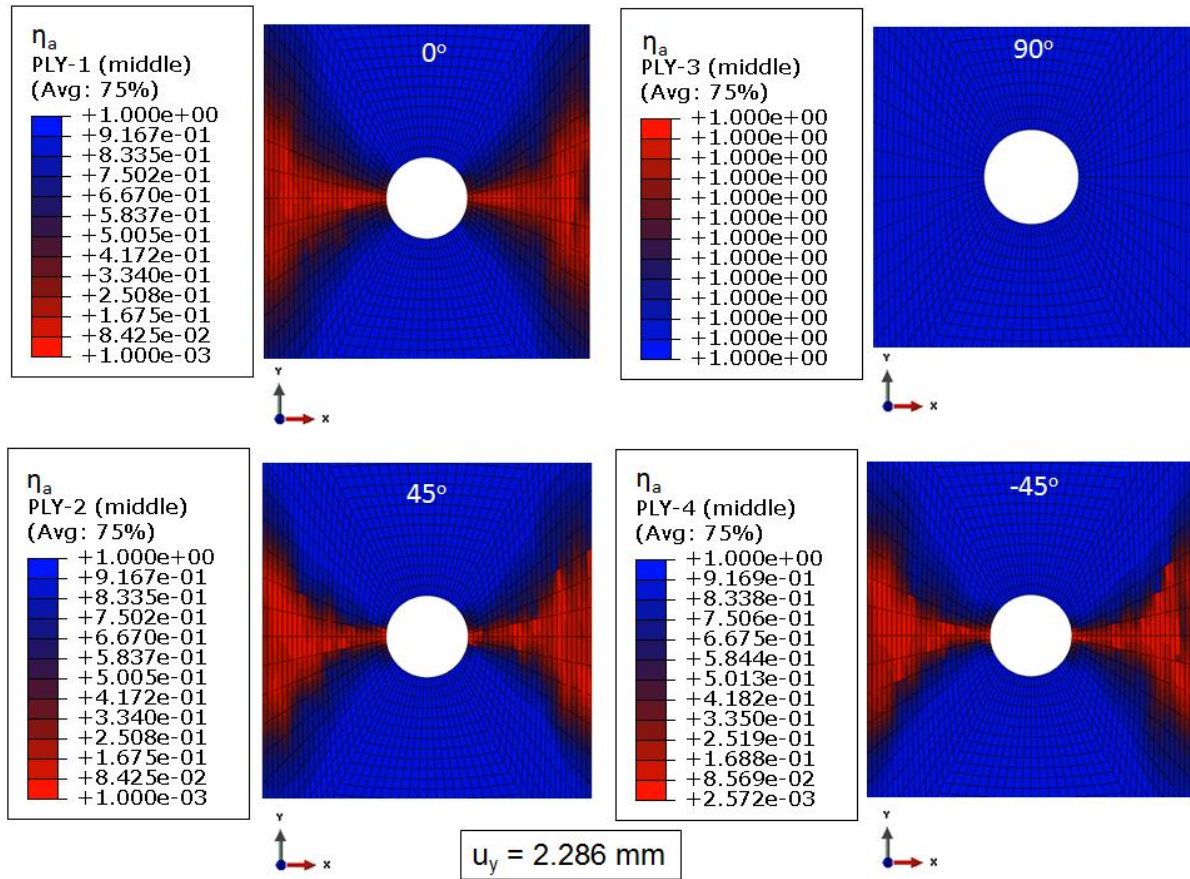 ηₐ
PLY-1 (middle)
(Avg: 75%)
+1.000e+00
+9.167e-01
+8.335e-01
+7.502e-01
+6.670e-01
+5.837e-01
+5.005e-01
+4.172e-01
+3.340e-01
+2.508e-01
+1.675e-01
+8.425e-02
+1.000e-03
0º
Y
X
ηₐ
PLY-3 (middle)
(Avg: 75%)
+1.000e+00
+1.000e+00
+1.000e+00
+1.000e+00
+1.000e+00
+1.000e+00
+1.000e+00
+1.000e+00
+1.000e+00
+1.000e+00
+1.000e+00
+1.000e+00
+1.000e+00
90º
Y
X
ηₐ
PLY-2 (middle)
(Avg: 75%)
+1.000e+00
+9.167e-01
+8.335e-01
+7.502e-01
+6.670e-01
+5.837e-01
+5.005e-01
+4.172e-01
+3.340e-01
+2.508e-01
+1.675e-01
+8.425e-02
+1.000e-03
45º
Y
X
ηₐ
PLY-4 (middle)
(Avg: 75%)
+1.000e+00
+9.169e-01
+8.338e-01
+7.506e-01
+6.675e-01
+5.844e-01
+5.013e-01
+4.182e-01
+3.350e-01
+2.519e-01
+1.688e-01
+8.569e-02
+2.572e-03
-45º
Y
X
u_y = 2.286 mm